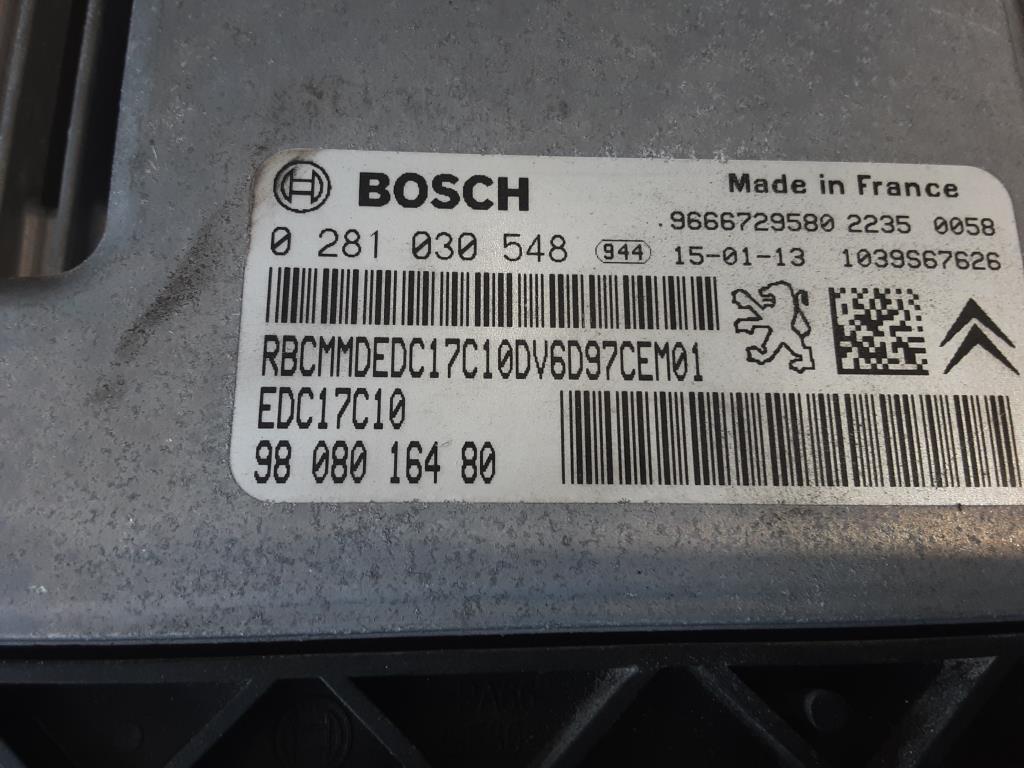 BOSCH
Made in France
9666729580 2235 0058
0 281 030 548 944 15-01-13 1039S67626
RBCMMDEDC17C10DV6D97CEM01
EDC17C10
98 080 164 80